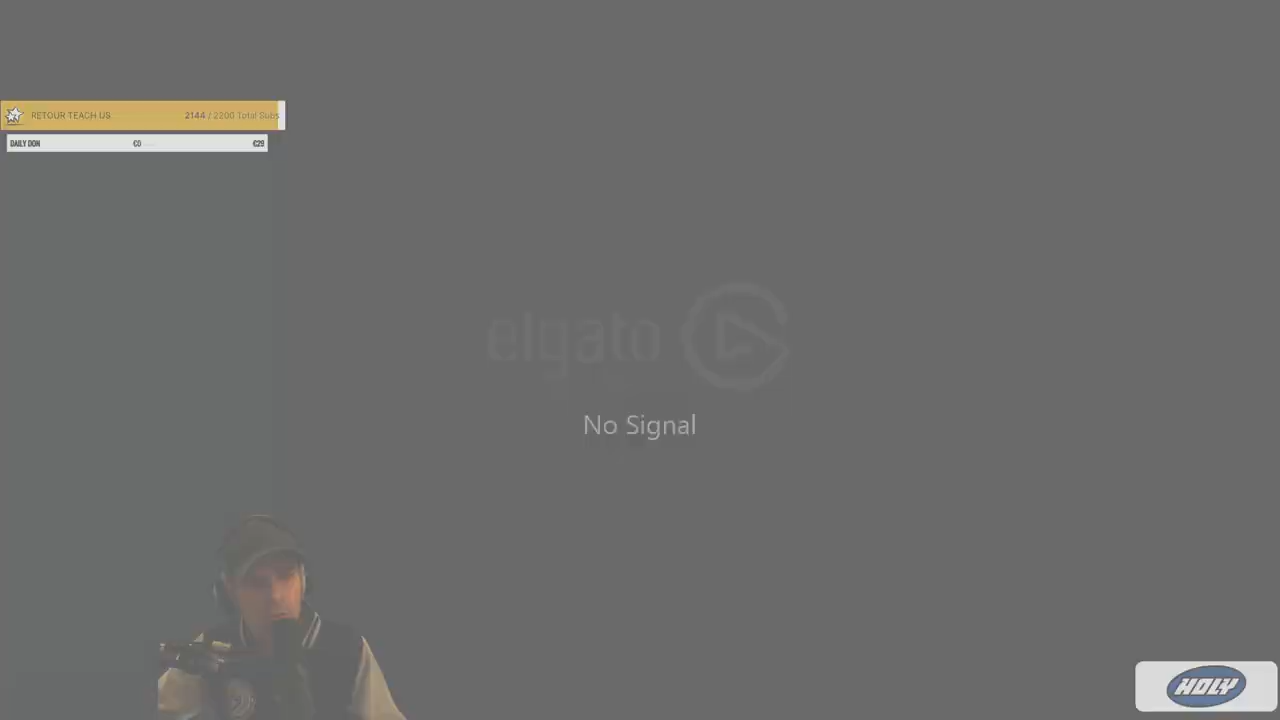 RETOUR TEACH US 2144 / 2200 Total Subs
DAILY DON €0 €29
elgato
No Signal
HOLY